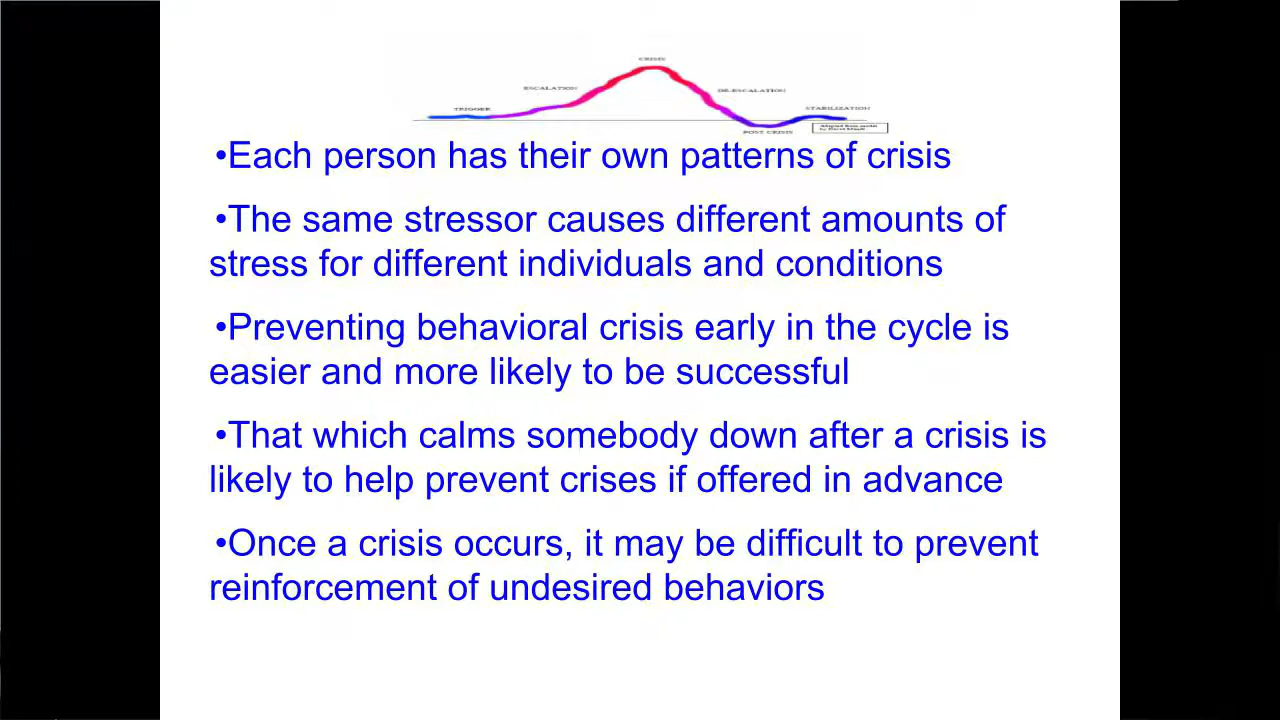 CRISIS
ESCALATION
DE-ESCALATION
TRIGGER
STABILIZATION
POST CRISIS
Adapted from model
•Each person has their own patterns of crisis
•The same stressor causes different amounts of
stress for different individuals and conditions
•Preventing behavioral crisis early in the cycle is
easier and more likely to be successful
•That which calms somebody down after a crisis is
likely to help prevent crises if offered in advance
•Once a crisis occurs, it may be difficult to prevent
reinforcement of undesired behaviors